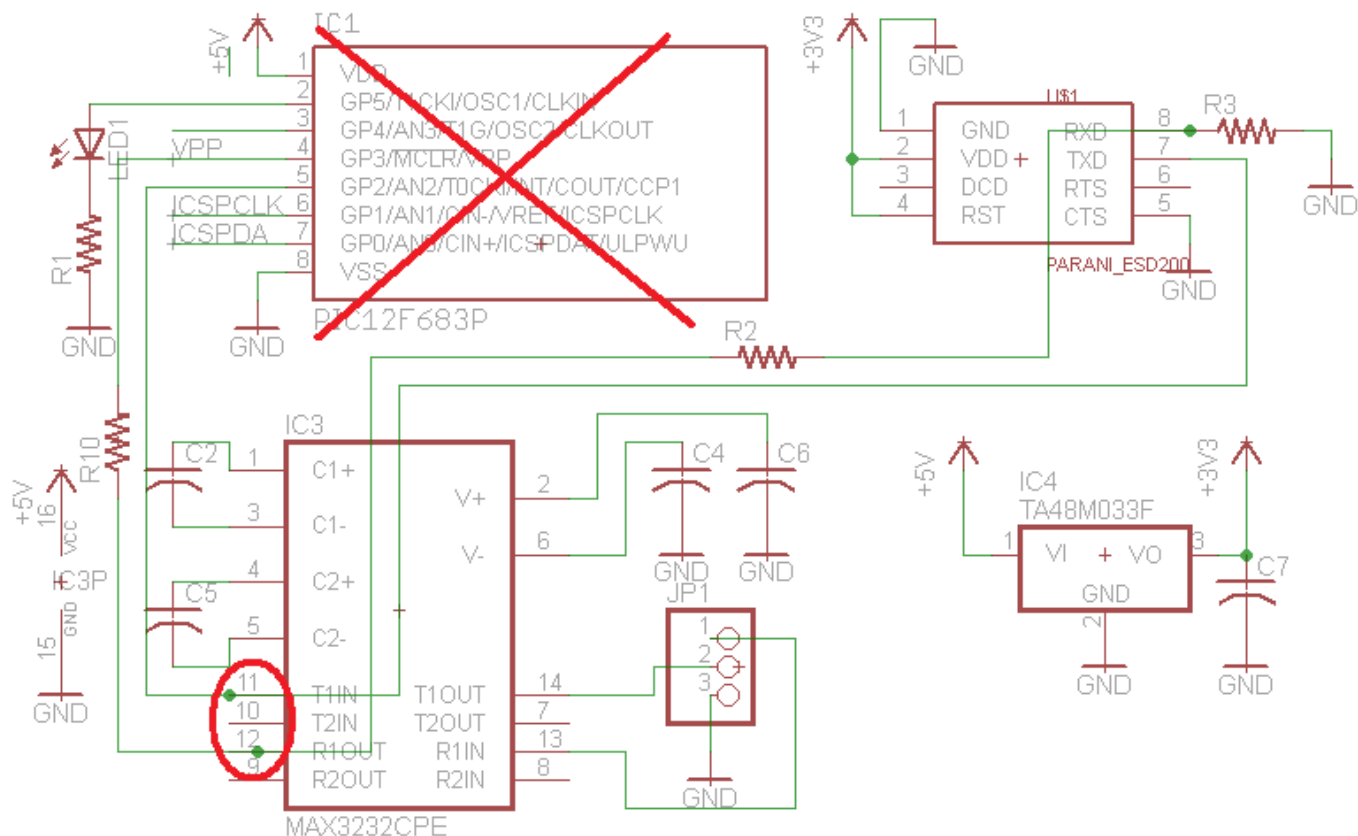 IC1
+5V
1 VDD
2 GP5/T1CKI/OSC1/CLKIN
3 GP4/AN3/T1G/OSC2/CLKOUT
4 GP3/MCLR/VPP
5 GP2/AN2/T0CKI/INT/COUT/CCP1
6 GP1/AN1/CIN-/VREF/ICSPCLK
7 GP0/AN0/CIN+/ICSPDAT/ULPWU
8 VSS
PIC12F683P
LED1
VPP
ICSPCLK
ICSPDA
R1
GND
GND
+3V3
GND
U$1
1 GND RXD 8
2 VDD TXD 7
3 DCD RTS 6
4 RST CTS 5
PARANI_ESD200
R3
GND
GND
R2
R10
+5V
16
VCC
IC3P
GND
15
GND
C2
C5
IC3
1 C1+
3 C1-
4 C2+
5 C2-
11 T1IN
10 T2IN
12 R1OUT
9 R2OUT
V+ 2
V- 6
T1OUT 14
T2OUT 7
R1IN 13
R2IN 8
MAX3232CPE
C4
C6
GND
GND
JP1
1
2
3
GND
+5V
+3V3
IC4
TA48M033F
1 VI VO 3
GND
2
C7
GND
GND